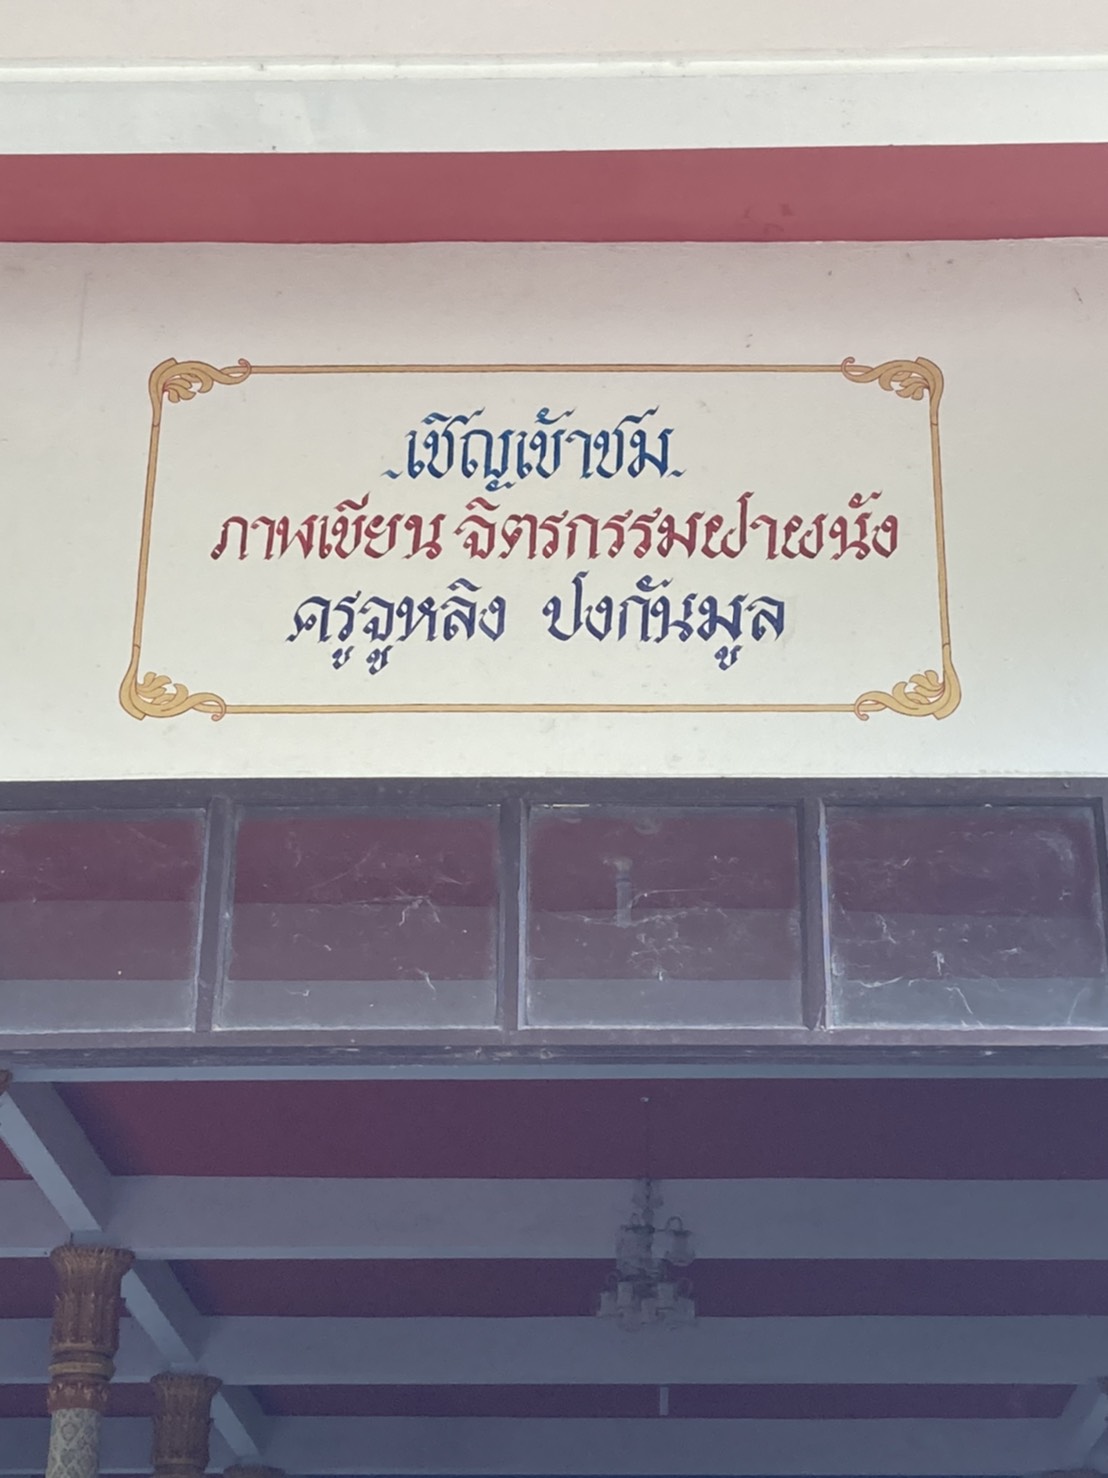 เชิญเข้าชม
ภาพเขียน จิตรกรรมฝาผนัง
ครูจูหลิง ปงกันมูล